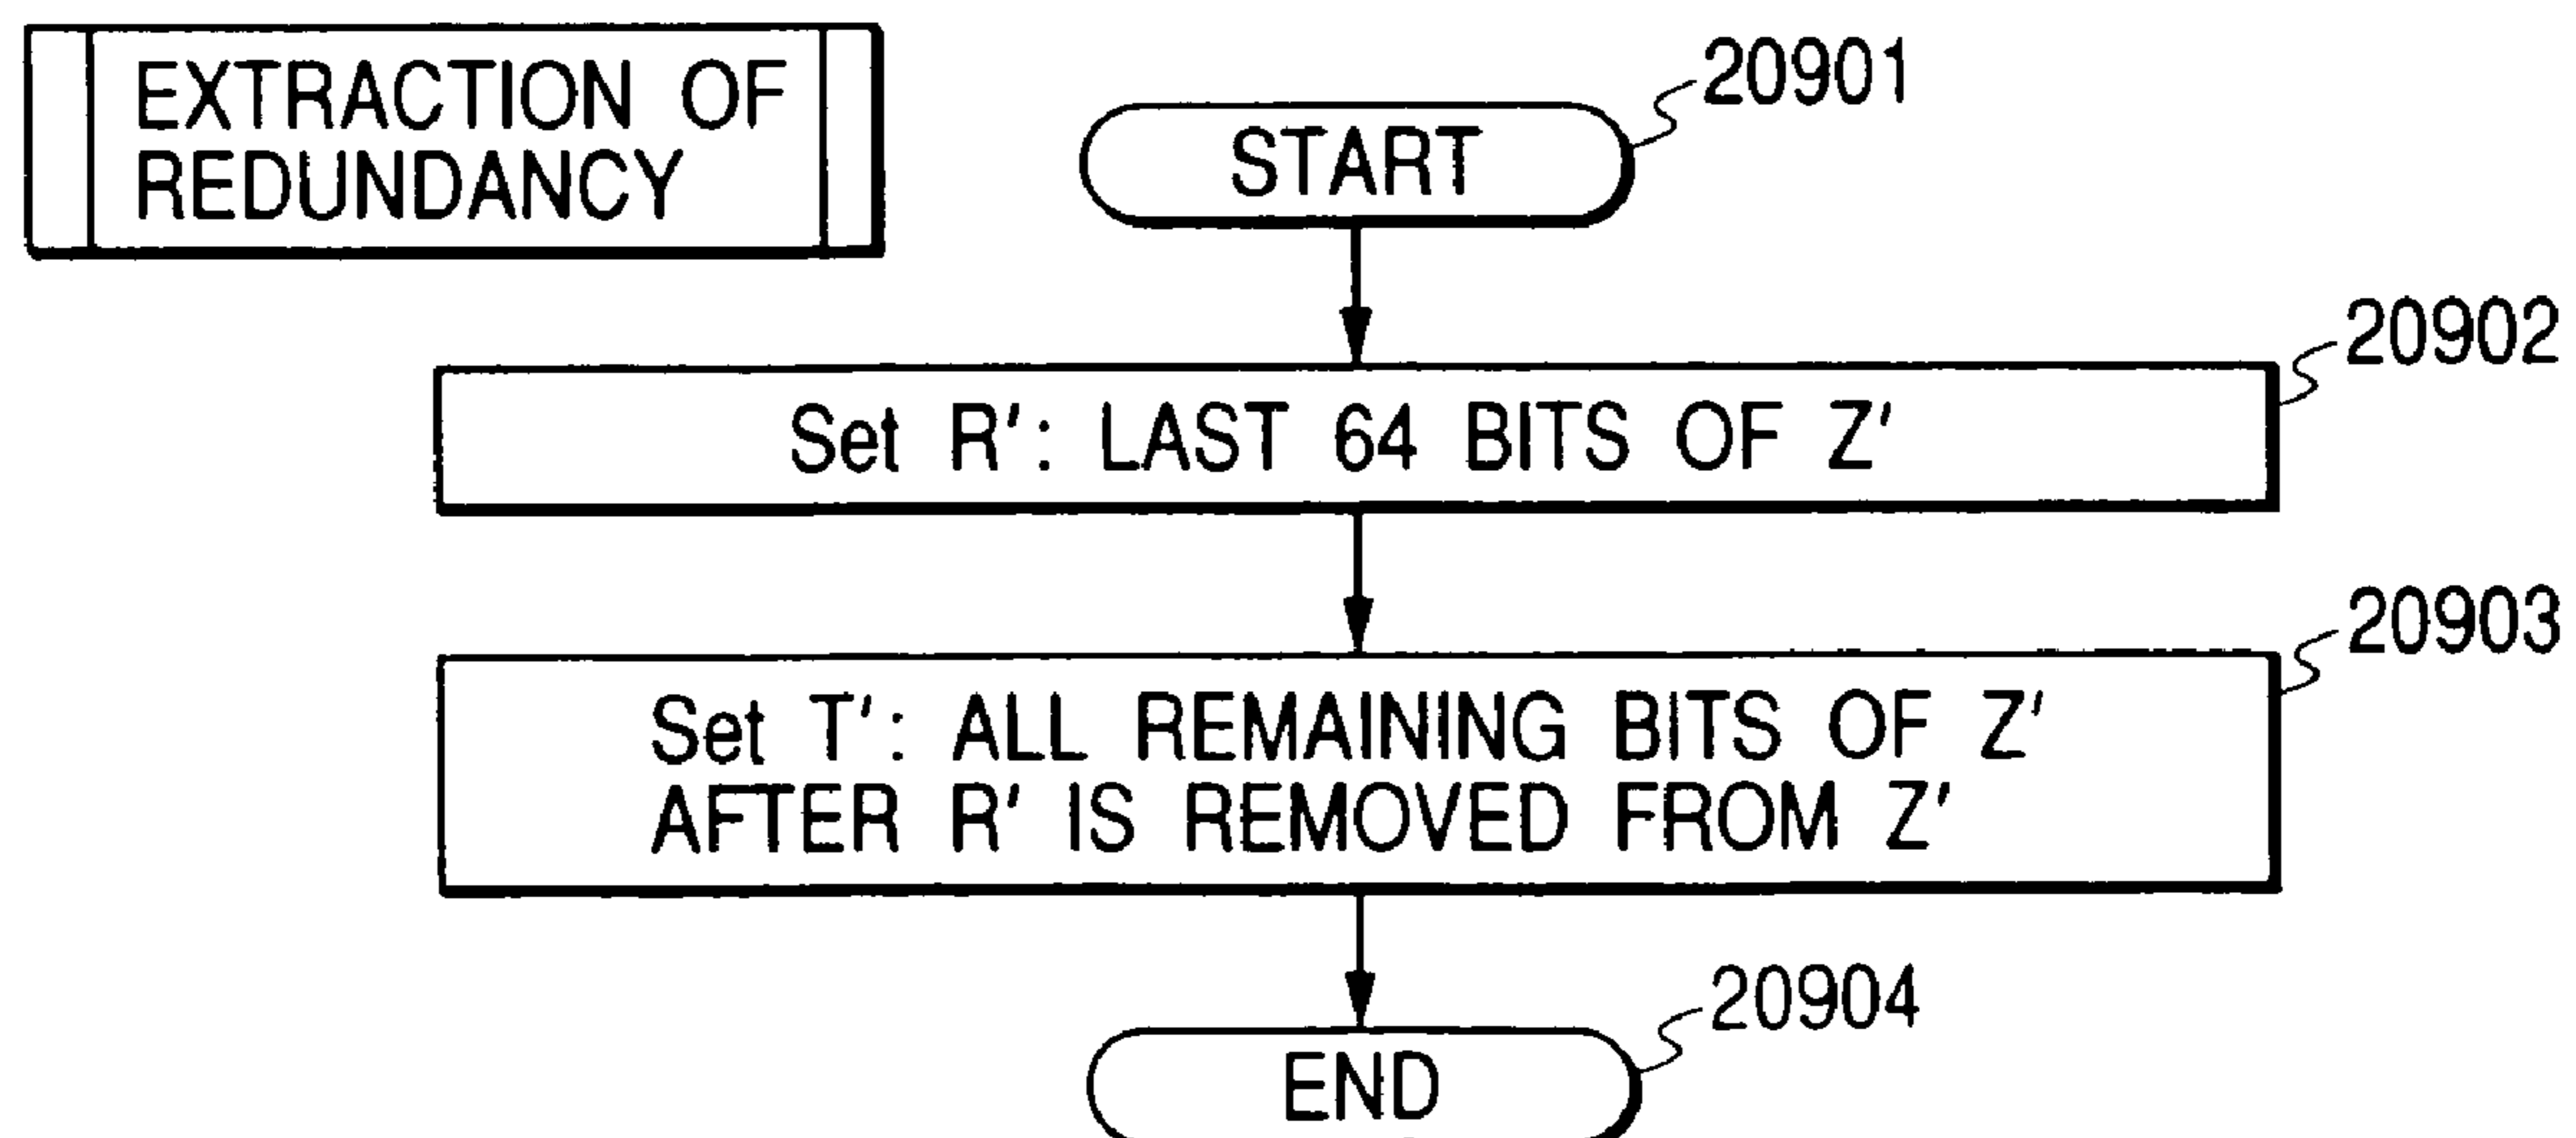 EXTRACTION OF
REDUNDANCY
START
20901
20902
Set R': LAST 64 BITS OF Z'
20903
Set T': ALL REMAINING BITS OF Z'
AFTER R' IS REMOVED FROM Z'
20904
END